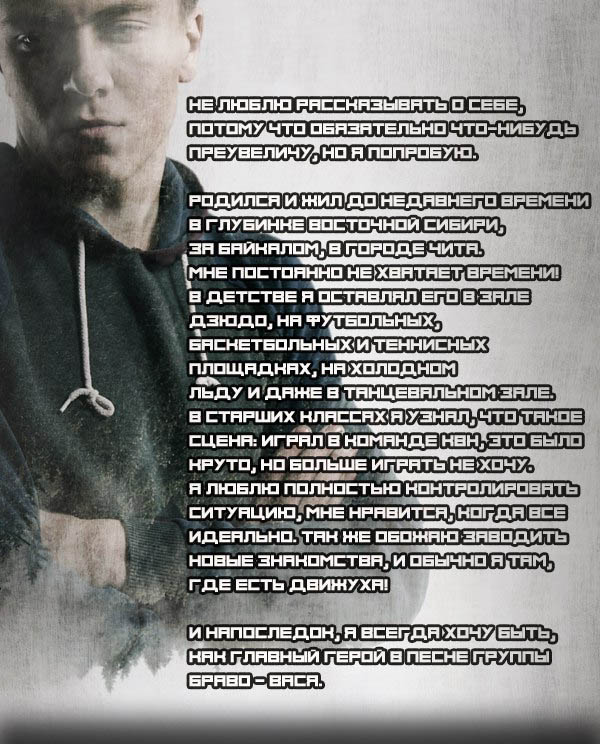 НЕ ЛЮБЛЮ РАССКАЗЫВАТЬ О СЕБЕ,
ПОТОМУ ЧТО ОБЯЗАТЕЛЬНО ЧТО-НИБУДЬ
ПРЕУВЕЛИЧУ, НО Я ПОПРОБУЮ.
РОДИЛСЯ И ЖИЛ ДО НЕДАВНЕГО ВРЕМЕНИ
В ГЛУБИНКЕ ВОСТОЧНОЙ СИБИРИ,
ЗА БАЙКАЛОМ, В ГОРОДЕ ЧИТА.
МНЕ ПОСТОЯННО НЕ ХВАТАЕТ ВРЕМЕНИ!
В ДЕТСТВЕ Я ОСТАВЛЯЛ ЕГО В ЗАЛЕ
ДЗЮДО, НА ФУТБОЛЬНЫХ,
БАСКЕТБОЛЬНЫХ И ТЕННИСНЫХ
ПЛОЩАДКАХ, НА ХОЛОДНОМ
ЛЬДУ И ДАЖЕ В ТАНЦЕВАЛЬНОМ ЗАЛЕ.
В СТАРШИХ КЛАССАХ Я УЗНАЛ, ЧТО ТАКОЕ
СЦЕНА: ИГРАЛ В КОМАНДЕ КВН, ЭТО БЫЛО
КРУТО, НО БОЛЬШЕ ИГРАТЬ НЕ ХОЧУ.
Я ЛЮБЛЮ ПОЛНОСТЬЮ КОНТРОЛИРОВАТЬ
СИТУАЦИЮ, МНЕ НРАВИТСЯ, КОГДА ВСЕ
ИДЕАЛЬНО. ТАК ЖЕ ОБОЖАЮ ЗАВОДИТЬ
НОВЫЕ ЗНАКОМСТВА, И ОБЫЧНО Я ТАМ,
ГДЕ ЕСТЬ ДВИЖУХА!
И НАПОСЛЕДОК, Я ВСЕГДА ХОЧУ БЫТЬ,
КАК ГЛАВНЫЙ ГЕРОЙ В ПЕСНЕ ГРУППЫ
БРАВО - ВАСЯ.